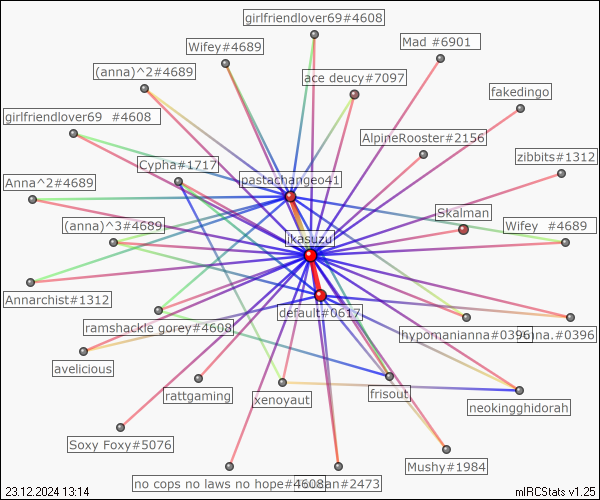 girlfriendlover69#4608
Wifey#4689
Mad #6901
(anna)^2#4689
ace deucy#7097
fakedingo
girlfriendlover69 #4608
AlpineRooster#2156
zibbits#1312
Cypha#1717
Anna^2#4689
pastachangeo41
Skalman
(anna)^3#4689
Wifey #4689
ikasuzu
Annarchist#1312
default#0617
ramshackle gorey#4608
hypomanianna#0396
nna.#0396
avelicious
rattgaming
xenoyaut
frisout
neokingghidorah
Soxy Foxy#5076
Mushy#1984
no cops no laws no hope#4608
an#2473
23.12.2024 13:14
mIRCStats v1.25